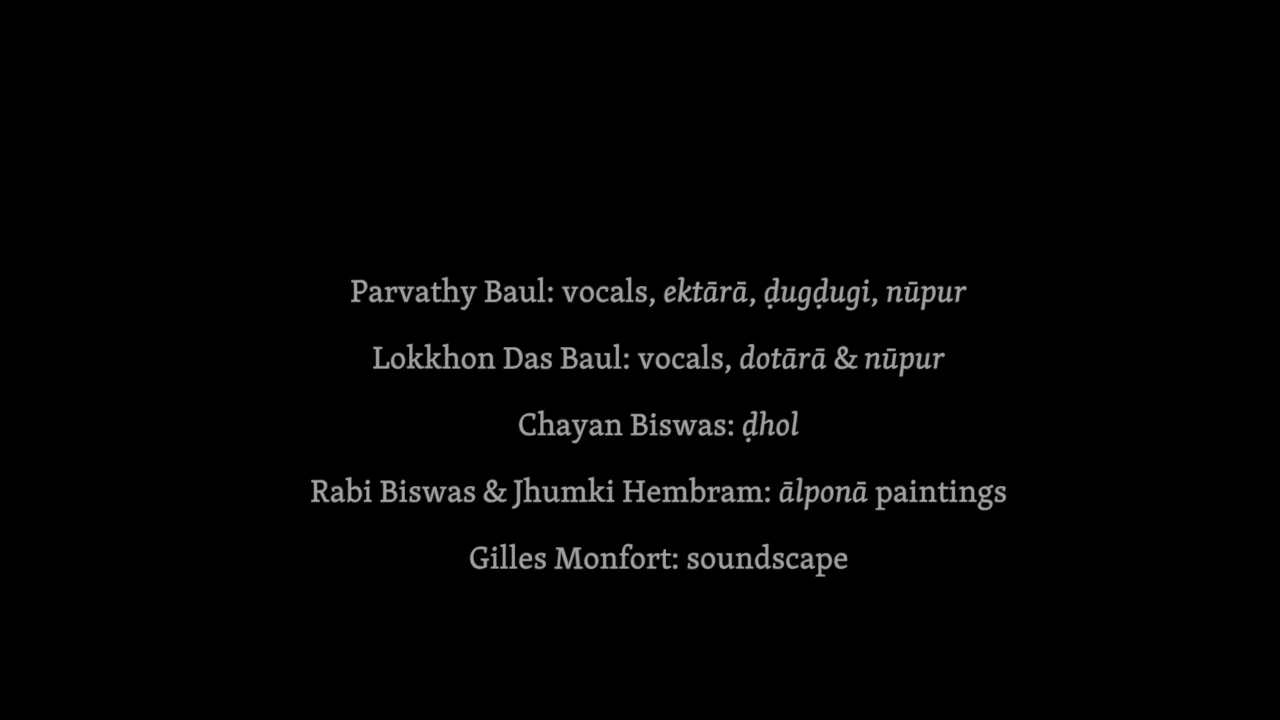 Parvathy Baul: vocals, ektārā, ḍugḍugi, nūpur
Lokkhon Das Baul: vocals, dotārā & nūpur
Chayan Biswas: ḍhol
Rabi Biswas & Jhumki Hembram: ālponā paintings
Gilles Monfort: soundscape